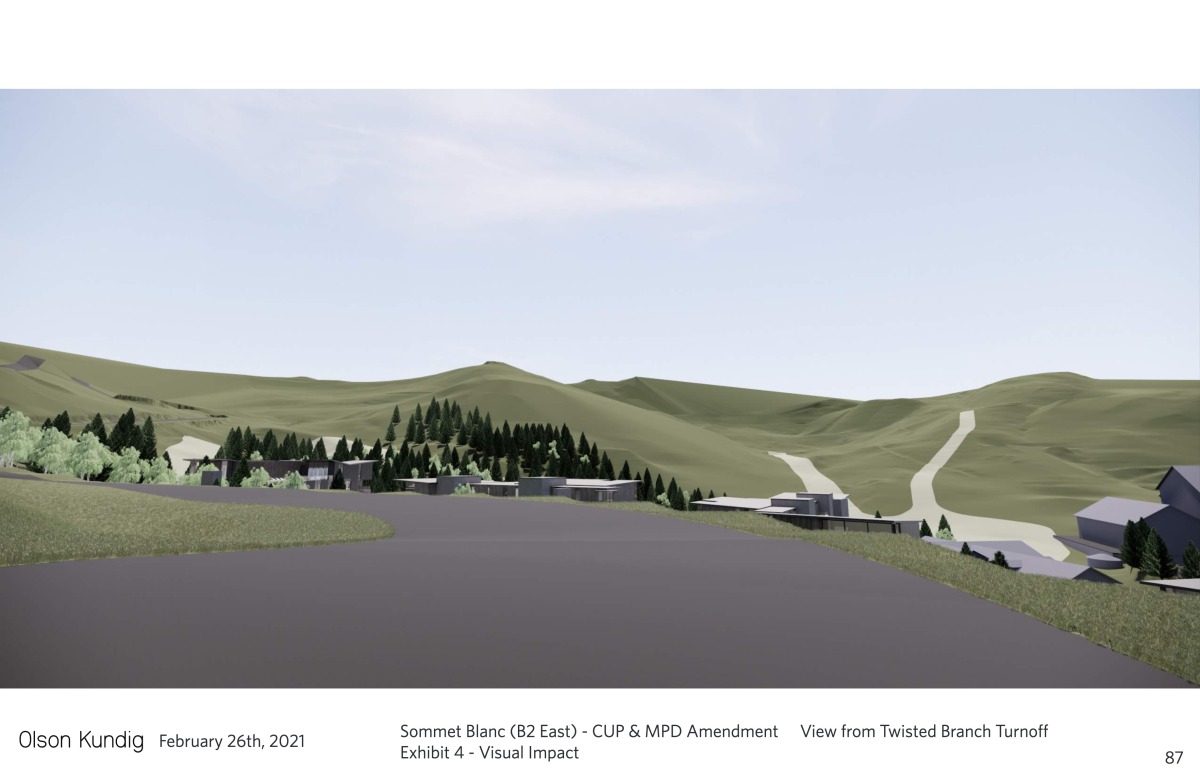 Olson Kundig February 26th, 2021
Sommet Blanc (B2 East) - CUP & MPD Amendment View from Twisted Branch Turnoff
Exhibit 4 - Visual Impact
87